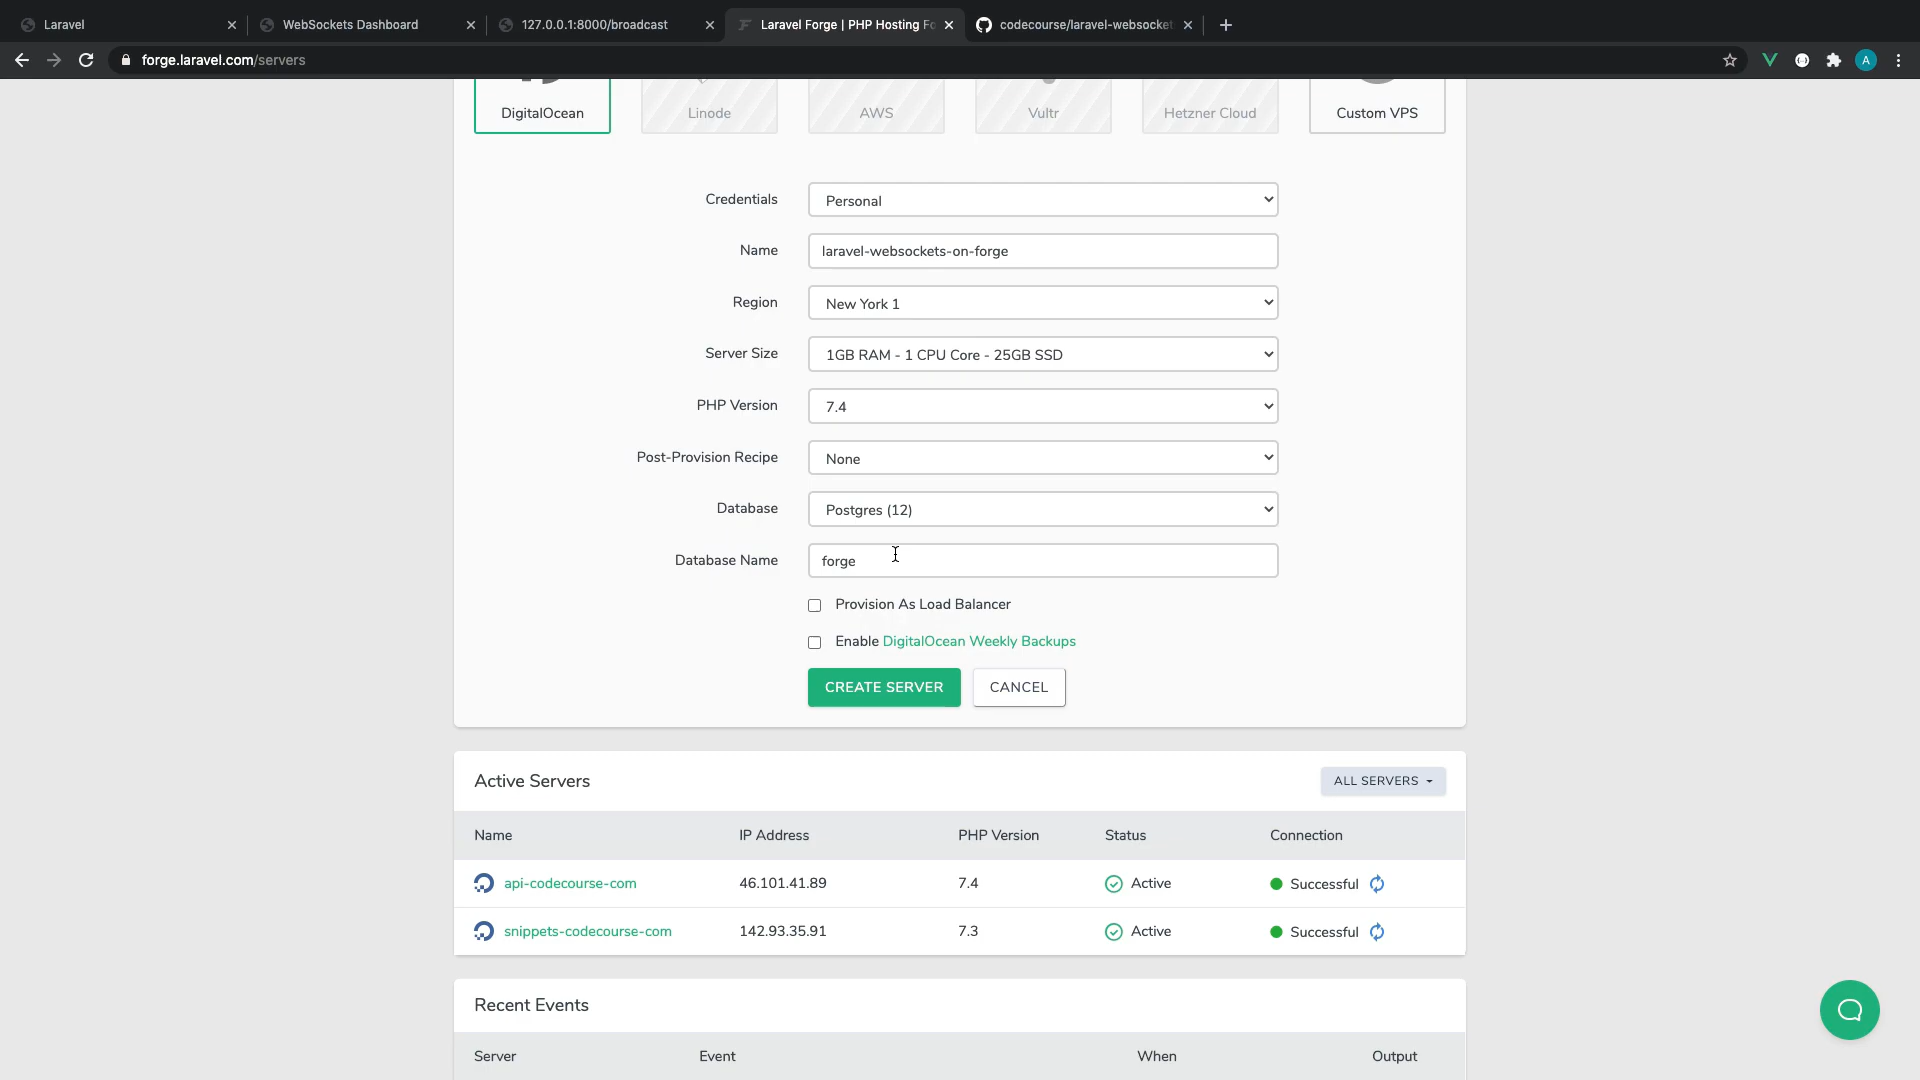 Laravel
WebSockets Dashboard
127.0.0.1:8000/broadcast
Laravel Forge | PHP Hosting Fo
codecourse/laravel-websocket
forge.laravel.com/servers
A
DigitalOcean
Linode
AWS
Vultr
Hetzner Cloud
Custom VPS
Credentials
Personal
Name
laravel-websockets-on-forge
Region
New York 1
Server Size
1GB RAM - 1 CPU Core - 25GB SSD
PHP Version
7.4
Post-Provision Recipe
None
Database
Postgres (12)
Database Name
forge
Provision As Load Balancer
Enable DigitalOcean Weekly Backups
CREATE SERVER
CANCEL
Active Servers
ALL SERVERS
Name IP Address PHP Version Status Connection
api-codecourse-com 46.101.41.89 7.4 Active Successful
snippets-codecourse-com 142.93.35.91 7.3 Active Successful
Recent Events
Server Event When Output